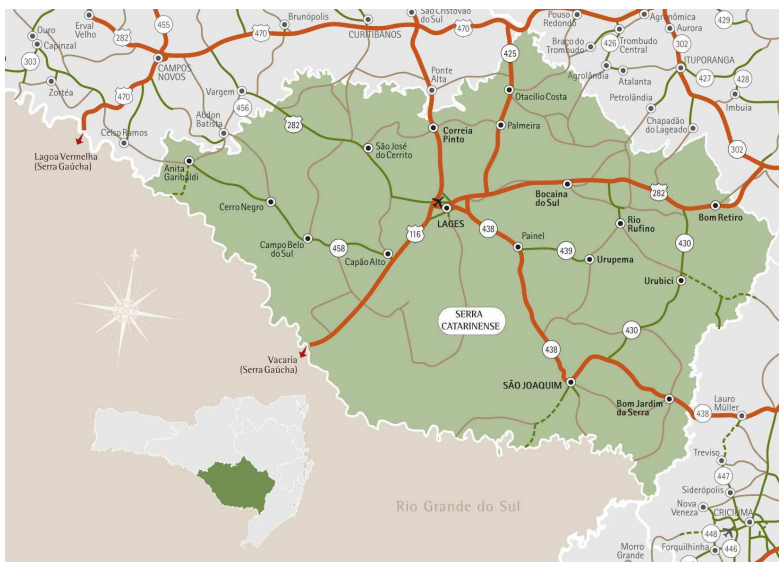 Ouro
Capinzal
Erval
Velho
282
455
303
CAMPOS
NOVOS
Zortéa
470
Celso Ramos
Lagoa Vermelha
(Serra Gaúcha)
Vargem
456
Abdon
Batista
Brunópolis
470
CURITIBANOS
São Cristóvão
do Sul
470
Ponte
Alta
425
Otacílio Costa
Pouso
Redondo
Braço do
Trombudo
426
Trombudo
Central
Agrolândia
Atalanta
Petrolândia
Agronômica
Aurora
302
ITUPORANGA
427
429
428
Imbuia
Chapadão
do Lageado
302
282
São José
do Cerrito
Correia
Pinto
Palmeira
Anita
Garibaldi
Cerro Negro
Campo Belo
do Sul
458
Capão Alto
116
LAGES
438
Bocaina
do Sul
282
Bom Retiro
Painel
439
Rio
Rufino
Urupema
430
Urubici
SERRA
CATARINENSE
430
438
Vacaria
(Serra Gaúcha)
SÃO JOAQUIM
Bom Jardim
da Serra
438
Lauro
Müller
Treviso
447
Siderópolis
Nova
Veneza
CRICIÚMA
448
446
Forquilhinha
Morro
Grande
Rio Grande do Sul